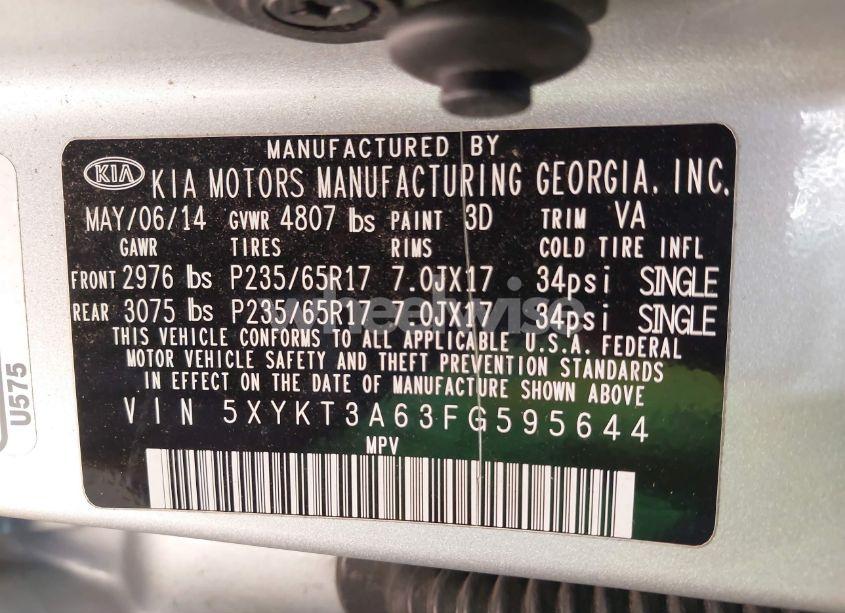 MANUFACTURED BY
KIA KIA MOTORS MANUFACTURING GEORGIA, INC.
MAY/06/14 GVWR 4807 lbs PAINT 3D TRIM VA
GAWR TIRES RIMS COLD TIRE INFL
FRONT 2976 lbs P235/65R17 7.0JX17 34psi SINGLE
REAR 3075 lbs P235/65R17 7.0JX17 34psi SINGLE
THIS VEHICLE CONFORMS TO ALL APPLICABLE U.S.A. FEDERAL
MOTOR VEHICLE SAFETY AND THEFT PREVENTION STANDARDS
IN EFFECT ON THE DATE OF MANUFACTURE SHOWN ABOVE
VIN 5XYKT3A63FG595644
MPV
U575
wheelwise